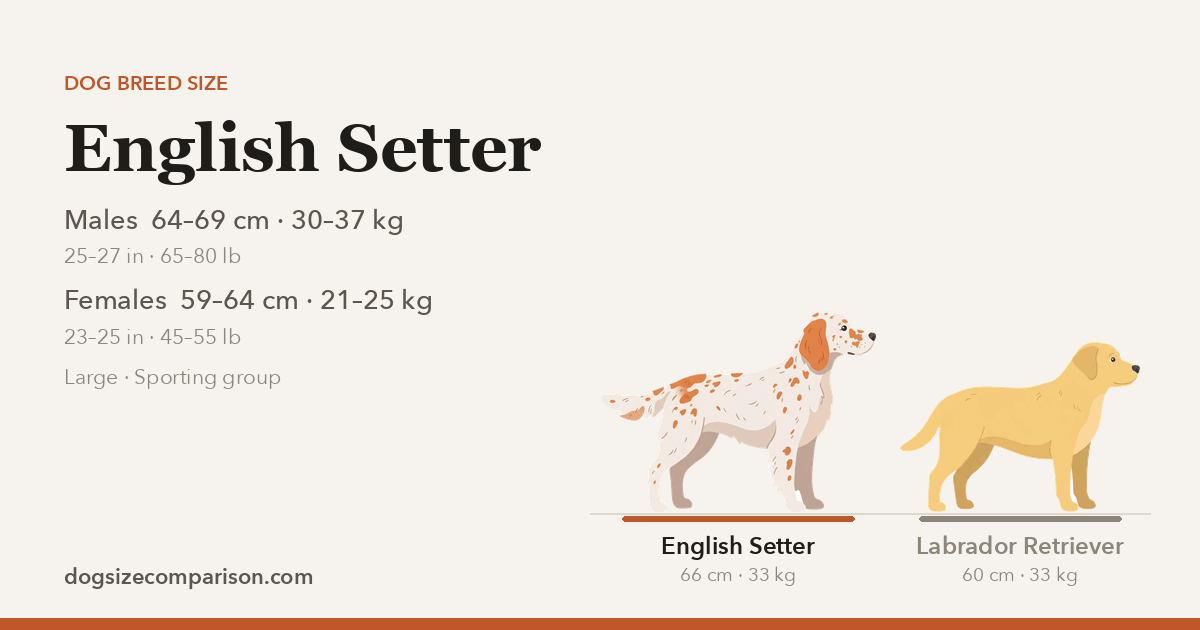 DOG BREED SIZE
English Setter
Males 64–69 cm · 30–37 kg
25–27 in · 65–80 lb
Females 59–64 cm · 21–25 kg
23–25 in · 45–55 lb
Large · Sporting group
English Setter
66 cm · 33 kg
Labrador Retriever
60 cm · 33 kg
dogsizecomparison.com